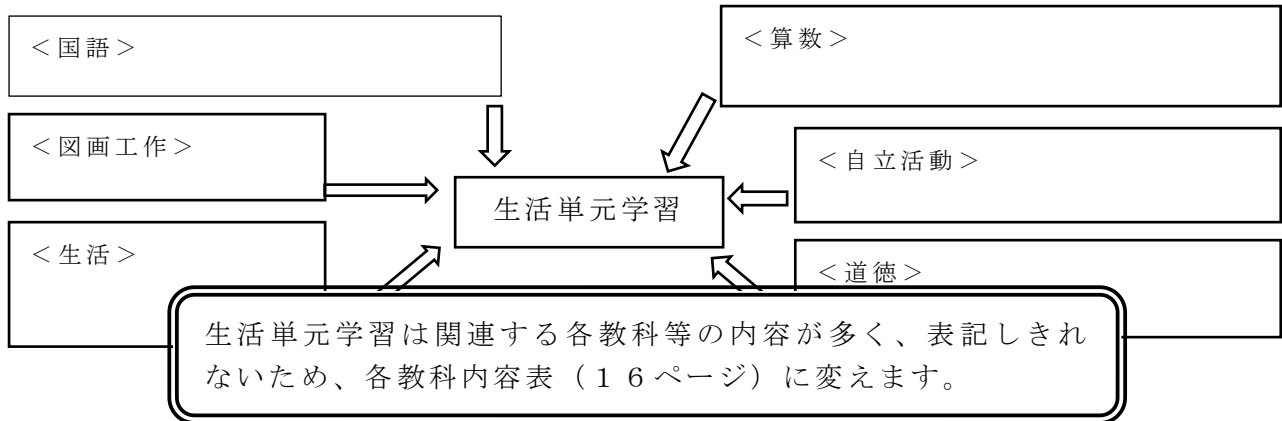 <国語>
<算数>
<図画工作>
<自立活動>
生活単元学習
<生活>
<道徳>
生活単元学習は関連する各教科等の内容が多く、表記しきれ
ないため、各教科内容表（１６ページ）に変えます。